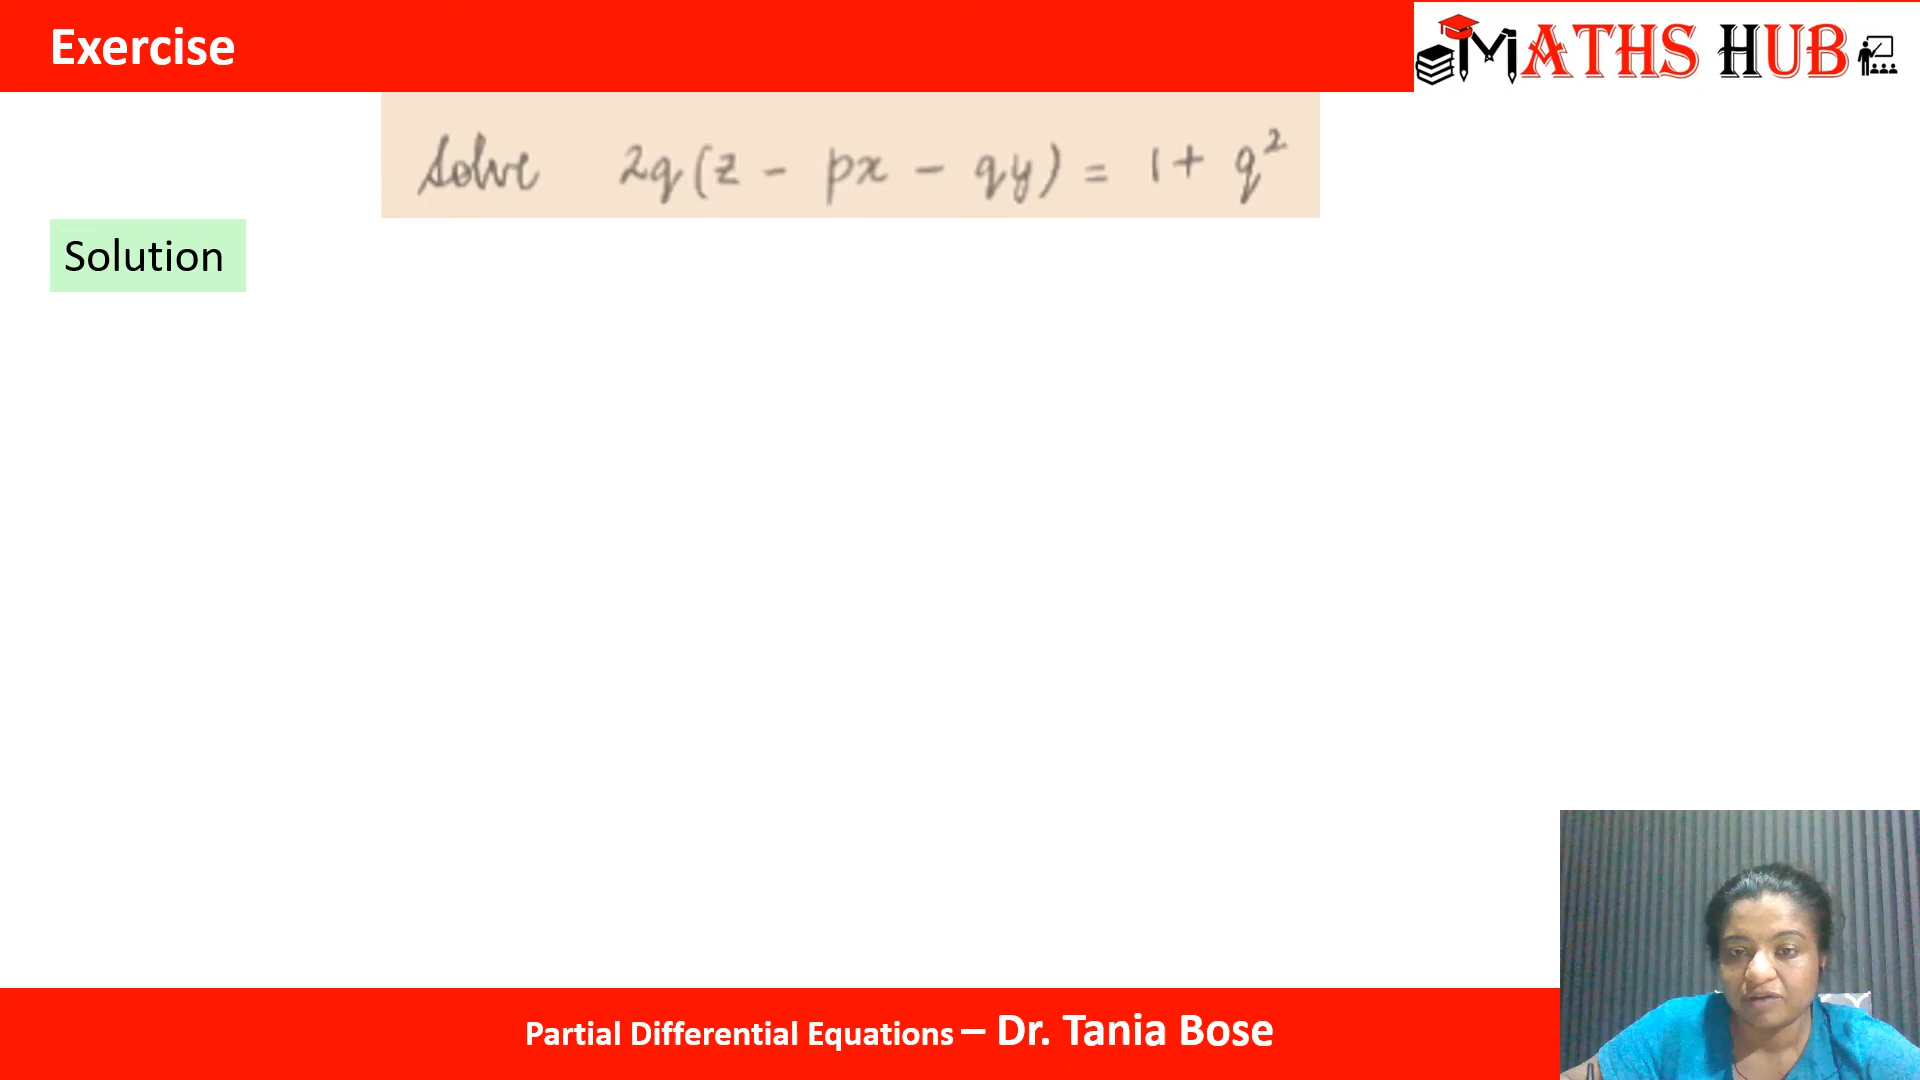 Exercise
MATHS HUB
Solve 2q(z - px - qy) = 1 + q²
Solution
Partial Differential Equations – Dr. Tania Bose